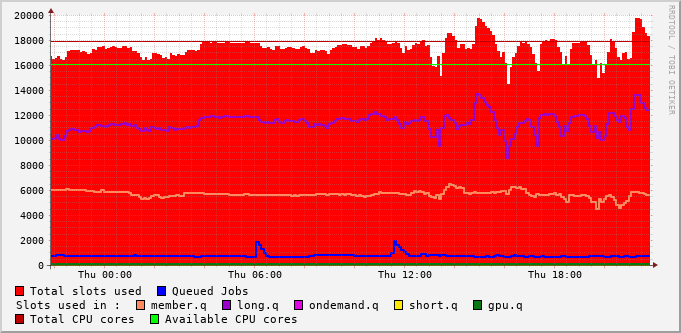 20000
18000
16000
14000
12000
10000
8000
6000
4000
2000
0
Thu 00:00 Thu 06:00 Thu 12:00 Thu 18:00
RRDTOOL / TOBI OETIKER
Total slots used Queued Jobs
Slots used in : member.q long.q ondemand.q short.q gpu.q
Total CPU cores Available CPU cores